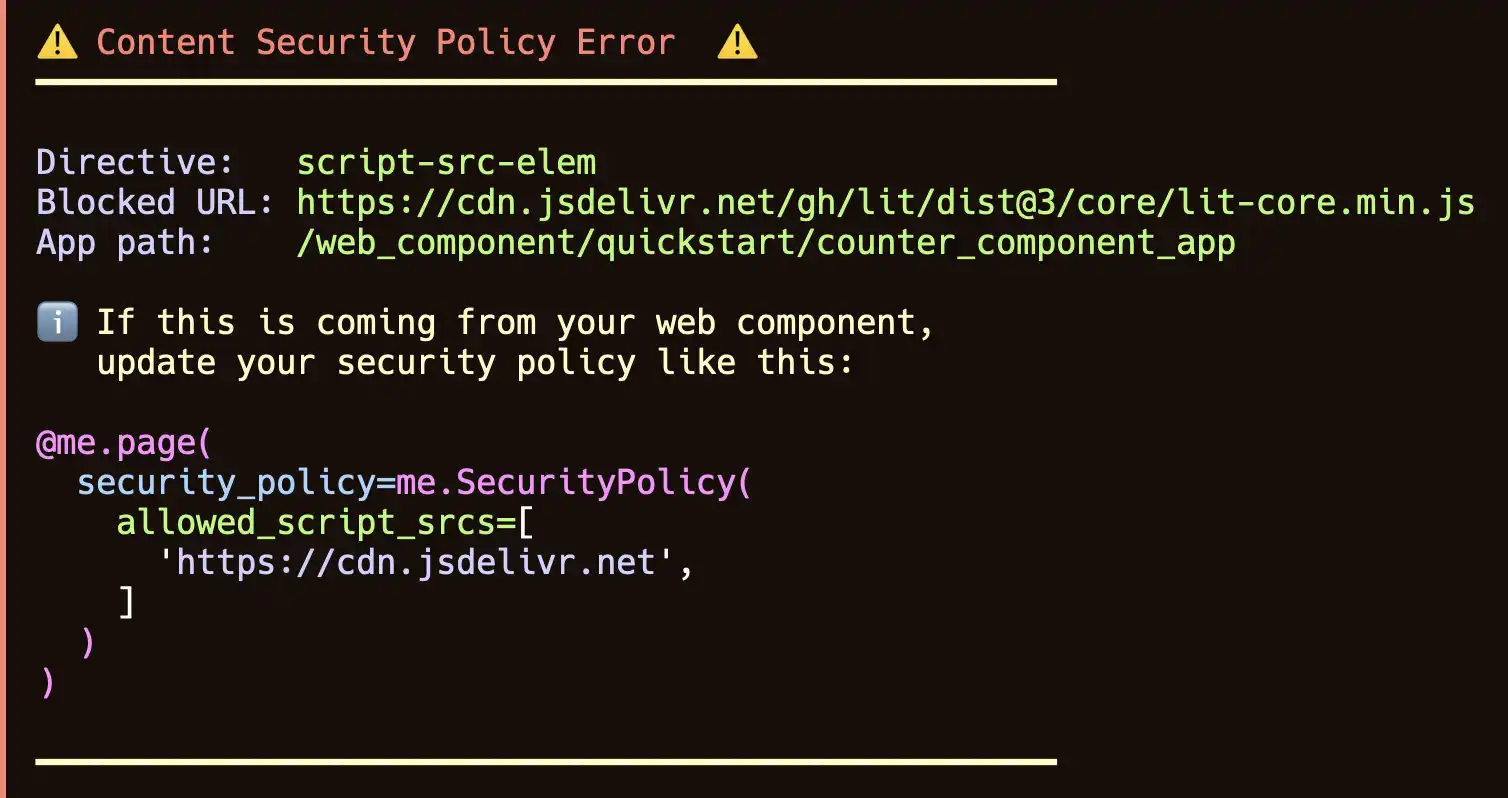 ⚠️ Content Security Policy Error ⚠️
Directive:   script-src-elem
Blocked URL: https://cdn.jsdelivr.net/gh/lit/dist@3/core/lit-core.min.js
App path:    /web_component/quickstart/counter_component_app
ℹ️ If this is coming from your web component,
   update your security policy like this:
@me.page(
  security_policy=me.SecurityPolicy(
    allowed_script_srcs=[
      'https://cdn.jsdelivr.net',
    ]
  )
)